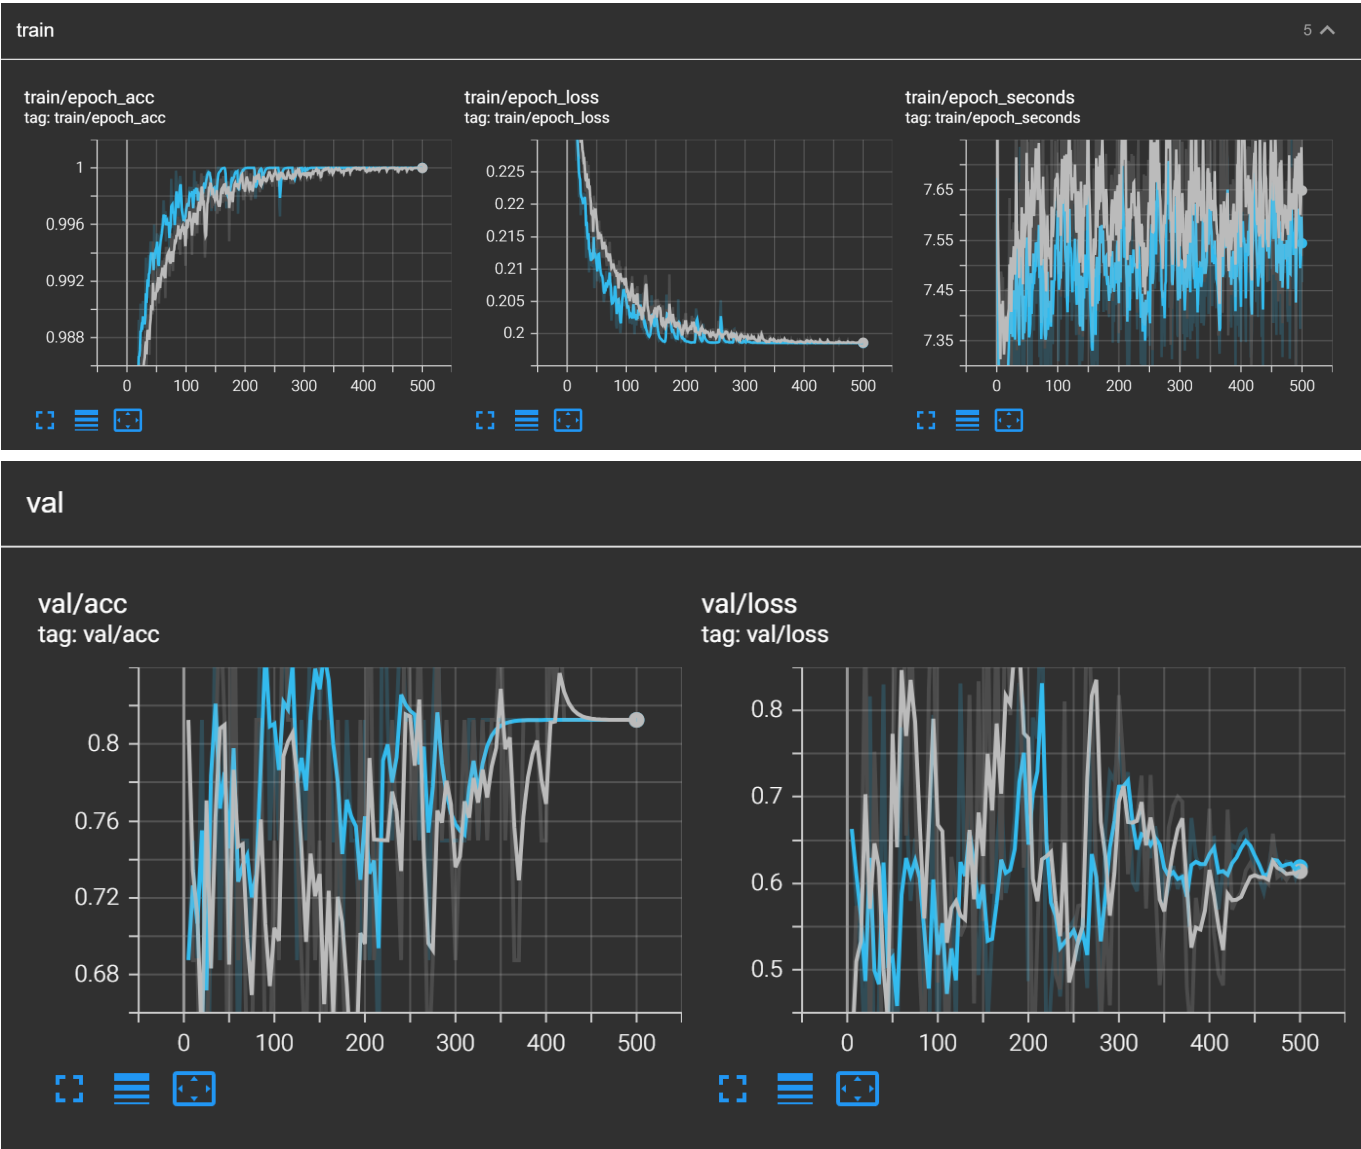 train
5
train/epoch_acc
tag: train/epoch_acc
1
0.996
0.992
0.988
0 100 200 300 400 500
train/epoch_loss
tag: train/epoch_loss
0.225
0.22
0.215
0.21
0.205
0.2
0 100 200 300 400 500
train/epoch_seconds
tag: train/epoch_seconds
7.65
7.55
7.45
7.35
0 100 200 300 400 500
val
val/acc
tag: val/acc
0.8
0.76
0.72
0.68
0 100 200 300 400 500
val/loss
tag: val/loss
0.8
0.7
0.6
0.5
0 100 200 300 400 500